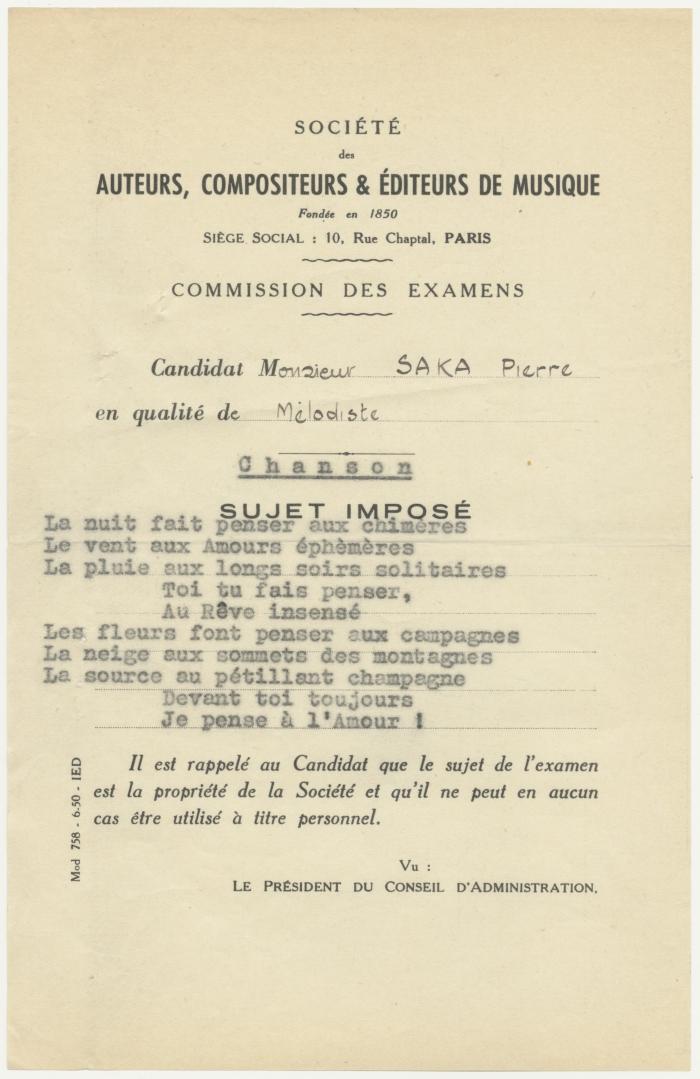 SOCIÉTÉ
des
AUTEURS, COMPOSITEURS & ÉDITEURS DE MUSIQUE
Fondée en 1850
SIÈGE SOCIAL : 10, Rue Chaptal, PARIS
COMMISSION DES EXAMENS
Candidat Monsieur SAKA Pierre
en qualité de Mélodiste
Chanson
SUJET IMPOSÉ
La nuit fait penser aux chimères
Le vent aux Amours éphèmères
La pluie aux longs soirs solitaires
Toi tu fais penser,
Au Rêve insensé
Les fleurs font penser aux campagnes
La neige aux sommets des montagnes
La source au pétillant champagne
Devant toi toujours
Je pense à l'Amour !
Il est rappelé au Candidat que le sujet de l'examen
est la propriété de la Société et qu'il ne peut en aucun
cas être utilisé à titre personnel.
Vu :
LE PRÉSIDENT DU CONSEIL D'ADMINISTRATION,
Mod 758 - 6-50 - IED